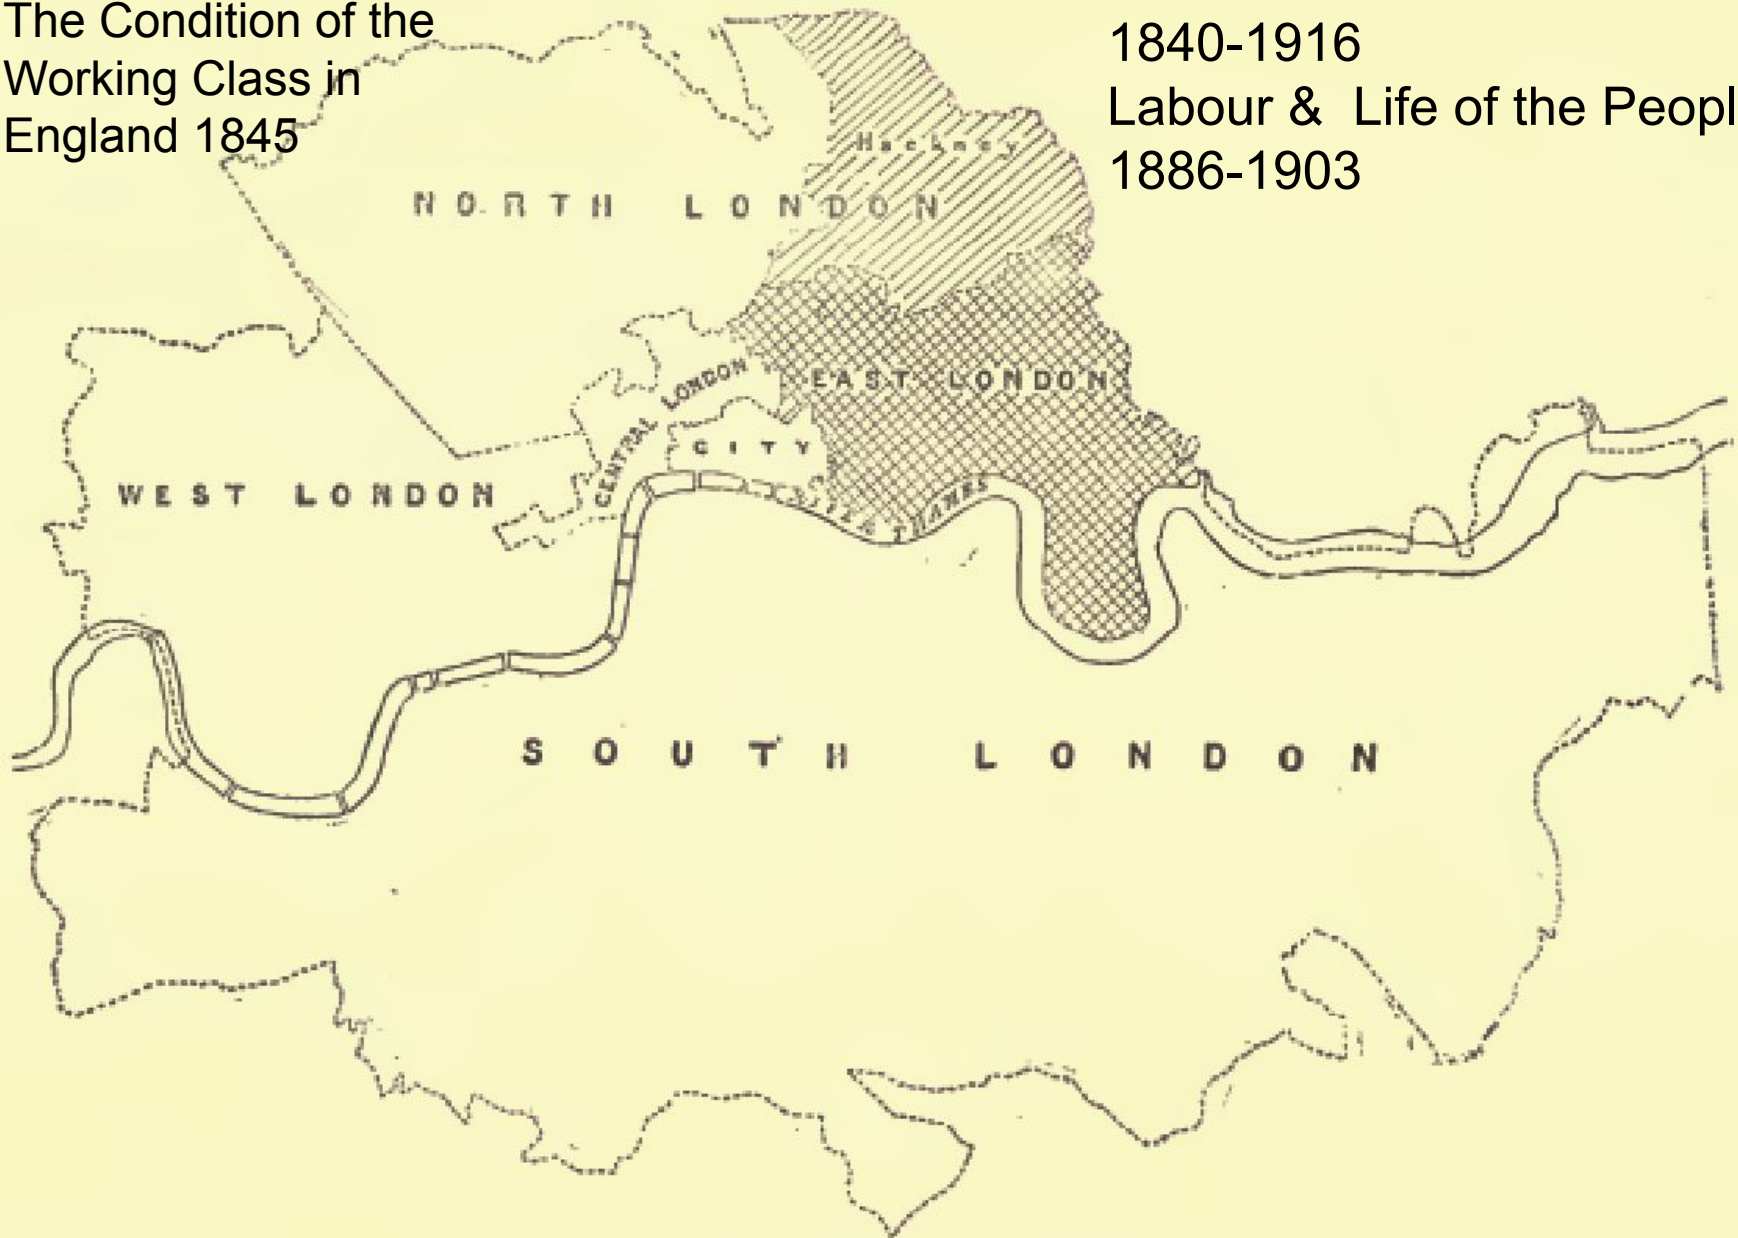 The Condition of the
Working Class in
England 1845
1840-1916
Labour & Life of the Peopl
1886-1903
Hackney
NORTH LONDON
EAST LONDON
CENTRAL LONDON
CITY
WEST LONDON
THAMES
SOUTH LONDON